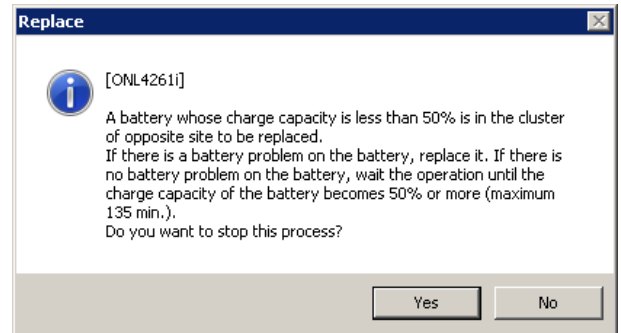 Replace
[ONL4261i]
A battery whose charge capacity is less than 50% is in the cluster
of opposite site to be replaced.
If there is a battery problem on the battery, replace it. If there is
no battery problem on the battery, wait the operation until the
charge capacity of the battery becomes 50% or more (maximum
135 min.).
Do you want to stop this process?
Yes No